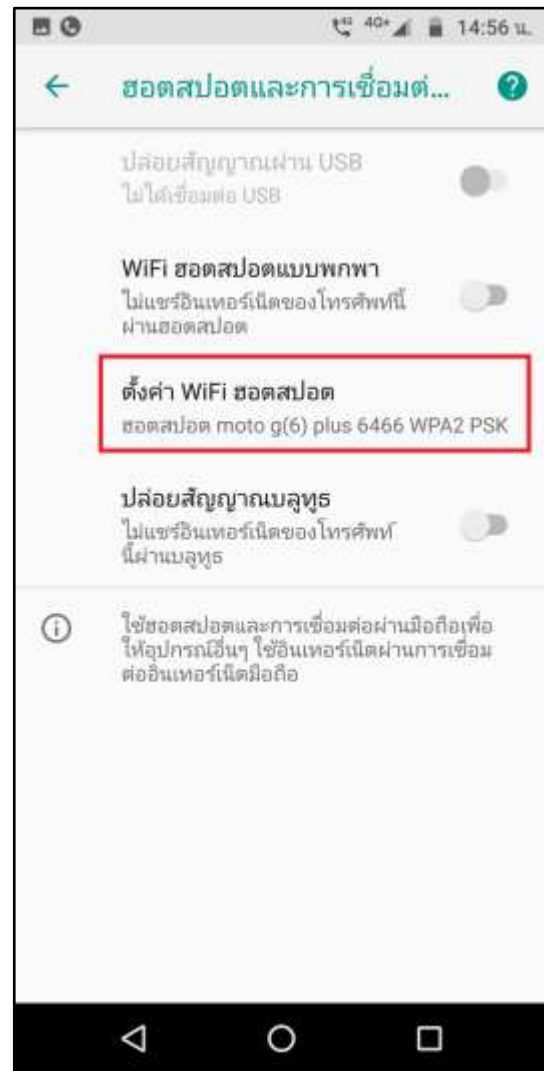 4G+ 14:56 น.
ฮอตสปอตและการเชื่อมต่...
ปล่อยสัญญาณผ่าน USB
ไม่ได้เชื่อมต่อ USB
WiFi ฮอตสปอตแบบพกพา
ไม่แชร์อินเทอร์เน็ตของโทรศัพท์นี้
ผ่านฮอตสปอต
ตั้งค่า WiFi ฮอตสปอต
ฮอตสปอต moto g(6) plus 6466 WPA2 PSK
ปล่อยสัญญาณบลูทูธ
ไม่แชร์อินเทอร์เน็ตของโทรศัพท์
นี้ผ่านบลูทูธ
ใช้ฮอตสปอตและการเชื่อมต่อผ่านมือถือเพื่อ
ให้อุปกรณ์อื่นๆ ใช้อินเทอร์เน็ตผ่านการเชื่อม
ต่ออินเทอร์เน็ตมือถือ